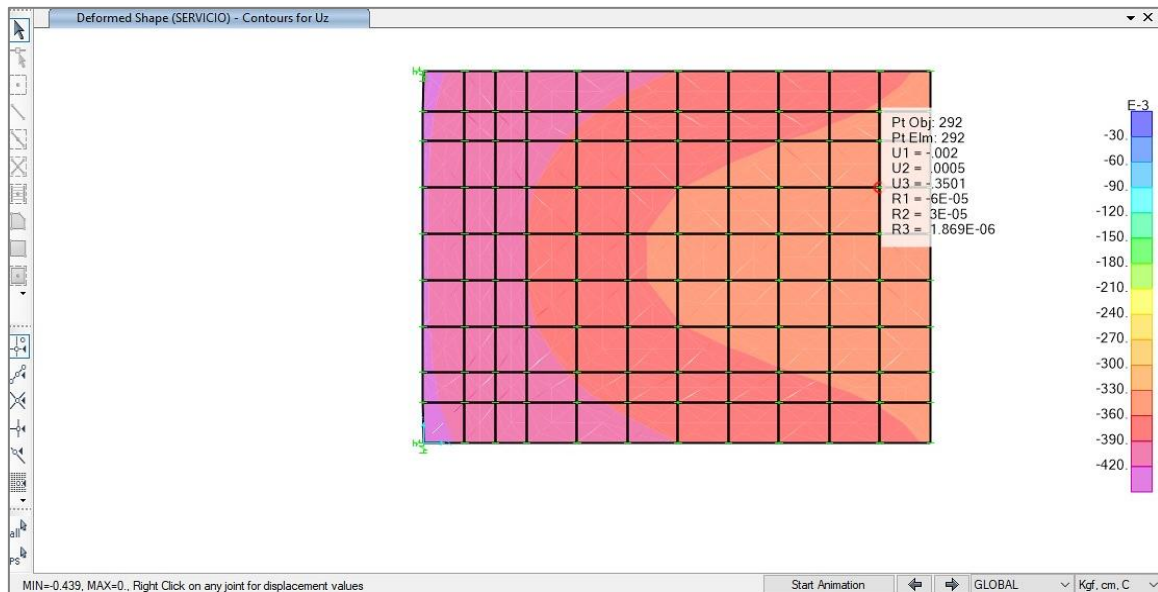 Deformed Shape (SERVICIO) - Contours for Uz
Pt Obj: 292
Pt Elm: 292
U1 = -.002
U2 = .0005
U3 = -.3501
R1 = -6E-05
R2 = 3E-05
R3 = 1.869E-06
E-3
-30.
-60.
-90.
-120.
-150.
-180.
-210.
-240.
-270.
-300.
-330.
-360.
-390.
-420.
all
PS
MIN=-0.439, MAX=0., Right Click on any joint for displacement values
Start Animation
GLOBAL
Kgf, cm, C